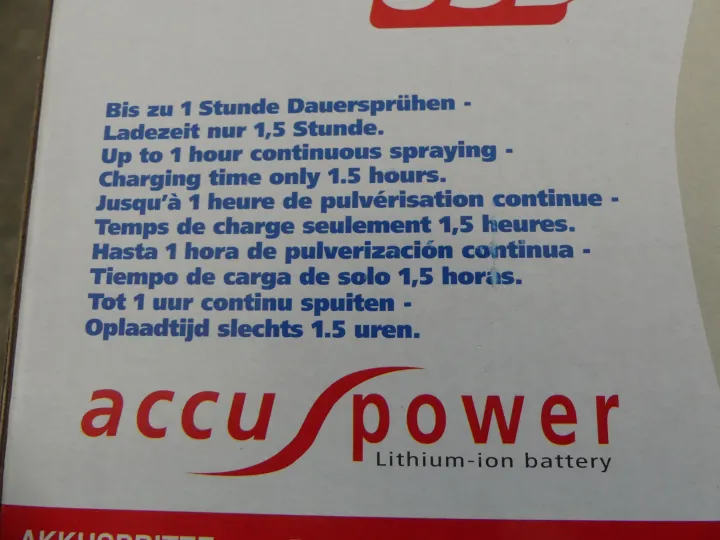 Bis zu 1 Stunde Dauersprühen -
Ladezeit nur 1,5 Stunde.
Up to 1 hour continuous spraying -
Charging time only 1.5 hours.
Jusqu'à 1 heure de pulvérisation continue -
Temps de charge seulement 1,5 heures.
Hasta 1 hora de pulverización continua -
Tiempo de carga de solo 1,5 horas.
Tot 1 uur continu spuiten -
Oplaadtijd slechts 1.5 uren.
accu power
Lithium-ion battery